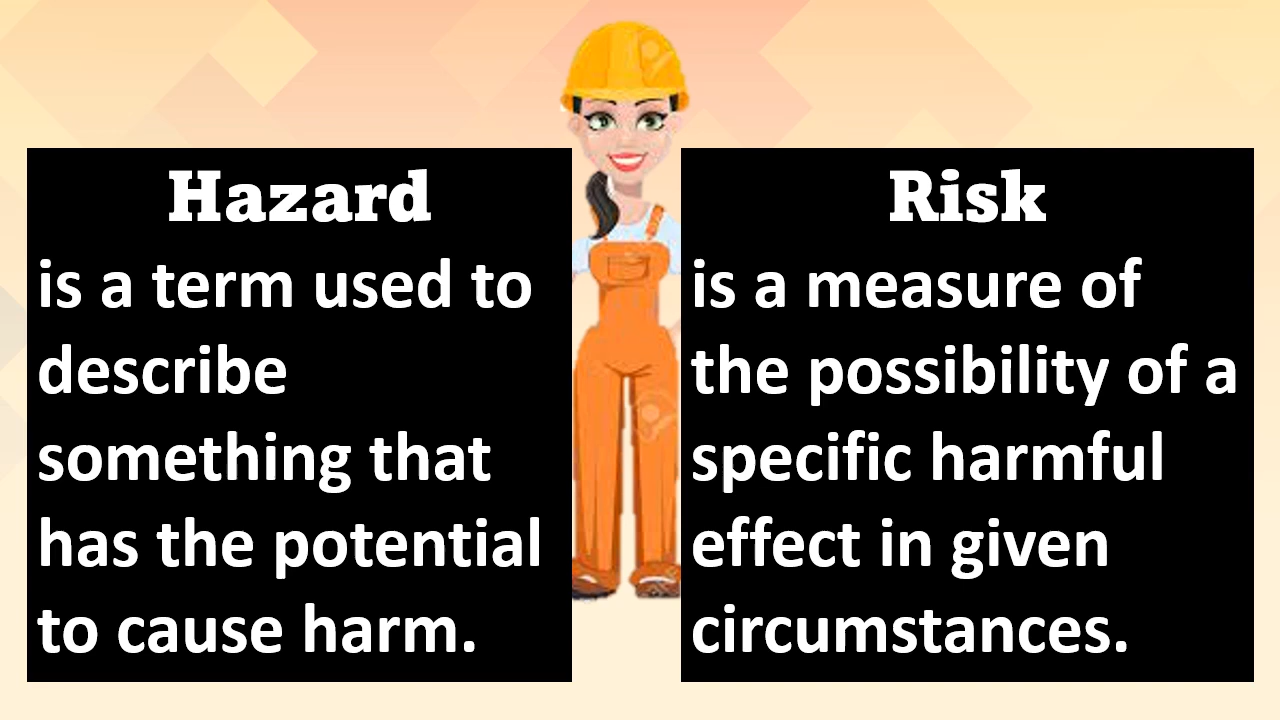 Hazard
is a term used to
describe
something that
has the potential
to cause harm.
Risk
is a measure of
the possibility of a
specific harmful
effect in given
circumstances.